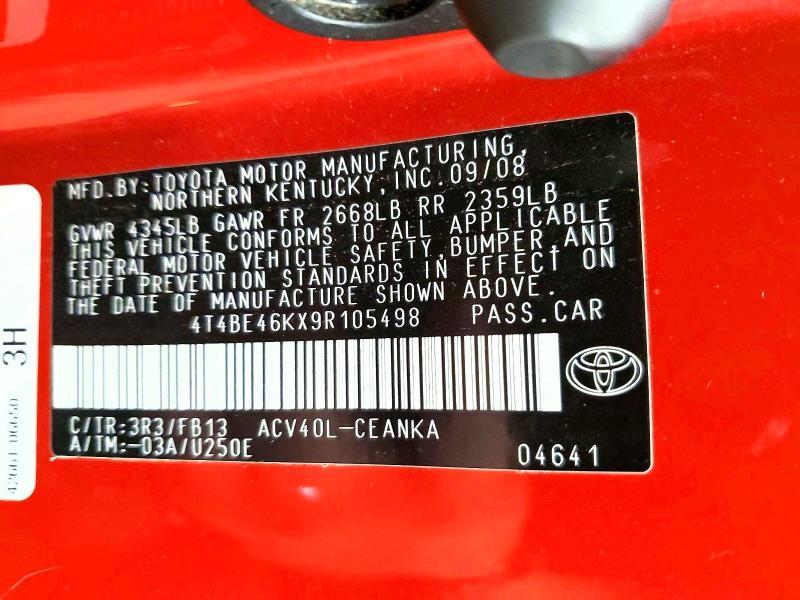 MFD.BY:TOYOTA MOTOR MANUFACTURING,
NORTHERN KENTUCKY,INC.09/08
GVWR 4345LB GAWR FR 2668LB RR 2359LB
THIS VEHICLE CONFORMS TO ALL APPLICABLE
FEDERAL MOTOR VEHICLE SAFETY,BUMPER,AND
THEFT PREVENTION STANDARDS IN EFFECT ON
THE DATE OF MANUFACTURE SHOWN ABOVE.
4T4BE46KX9R105498 PASS.CAR
C/TR:3R3/FB13 ACV40L-CEANKA
A/TM:-03A/U250E
04641
3H
42661-06650